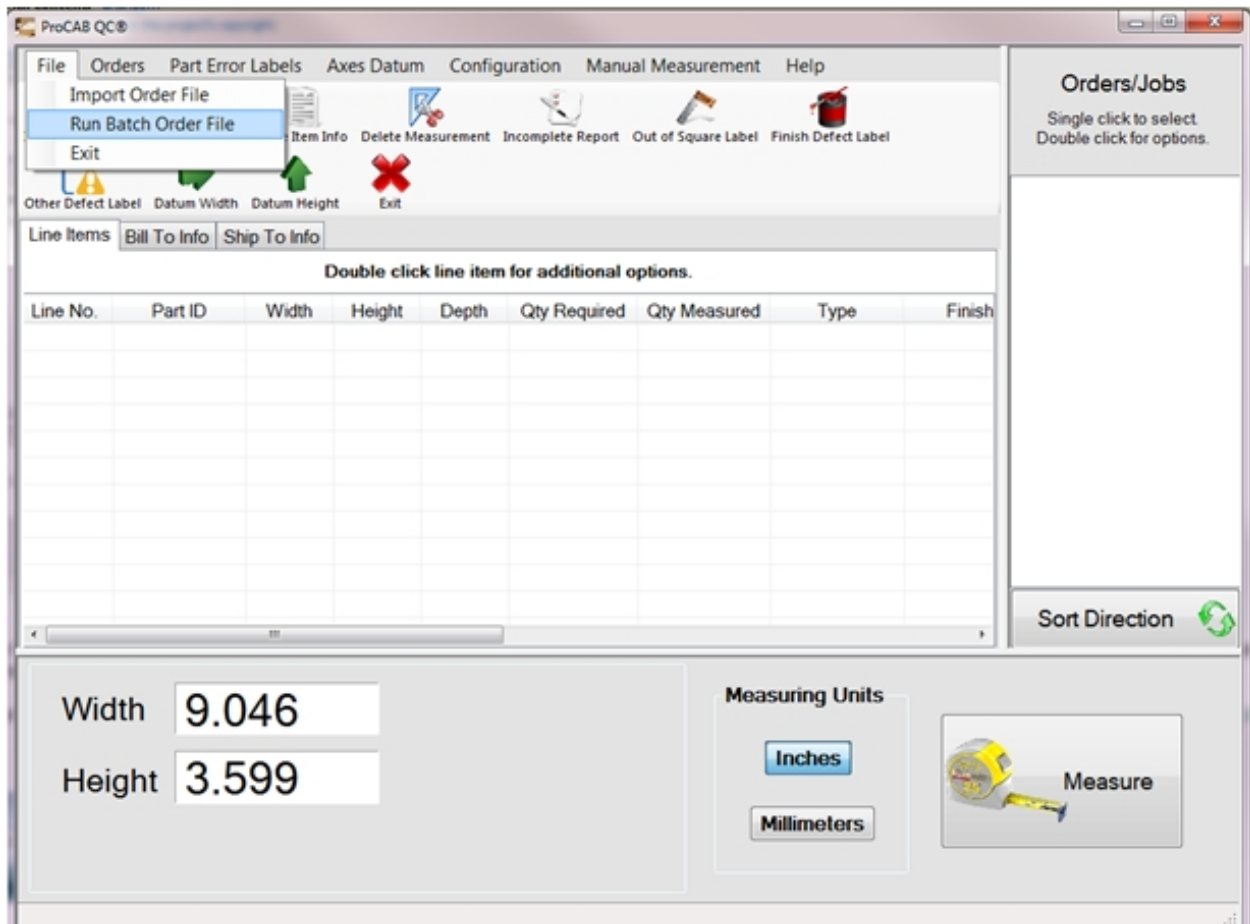 ProCAB QC®
File Orders Part Error Labels Axes Datum Configuration Manual Measurement Help
Import Order File
Run Batch Order File
Exit
Item Info Delete Measurement Incomplete Report Out of Square Label Finish Defect Label
Other Defect Label Datum Width Datum Height Exit
Line Items Bill To Info Ship To Info
Double click line item for additional options.
Line No. Part ID Width Height Depth Qty Required Qty Measured Type Finish
Orders/Jobs
Single click to select.
Double click for options.
Sort Direction
Width 9.046
Height 3.599
Measuring Units
Inches
Millimeters
Measure